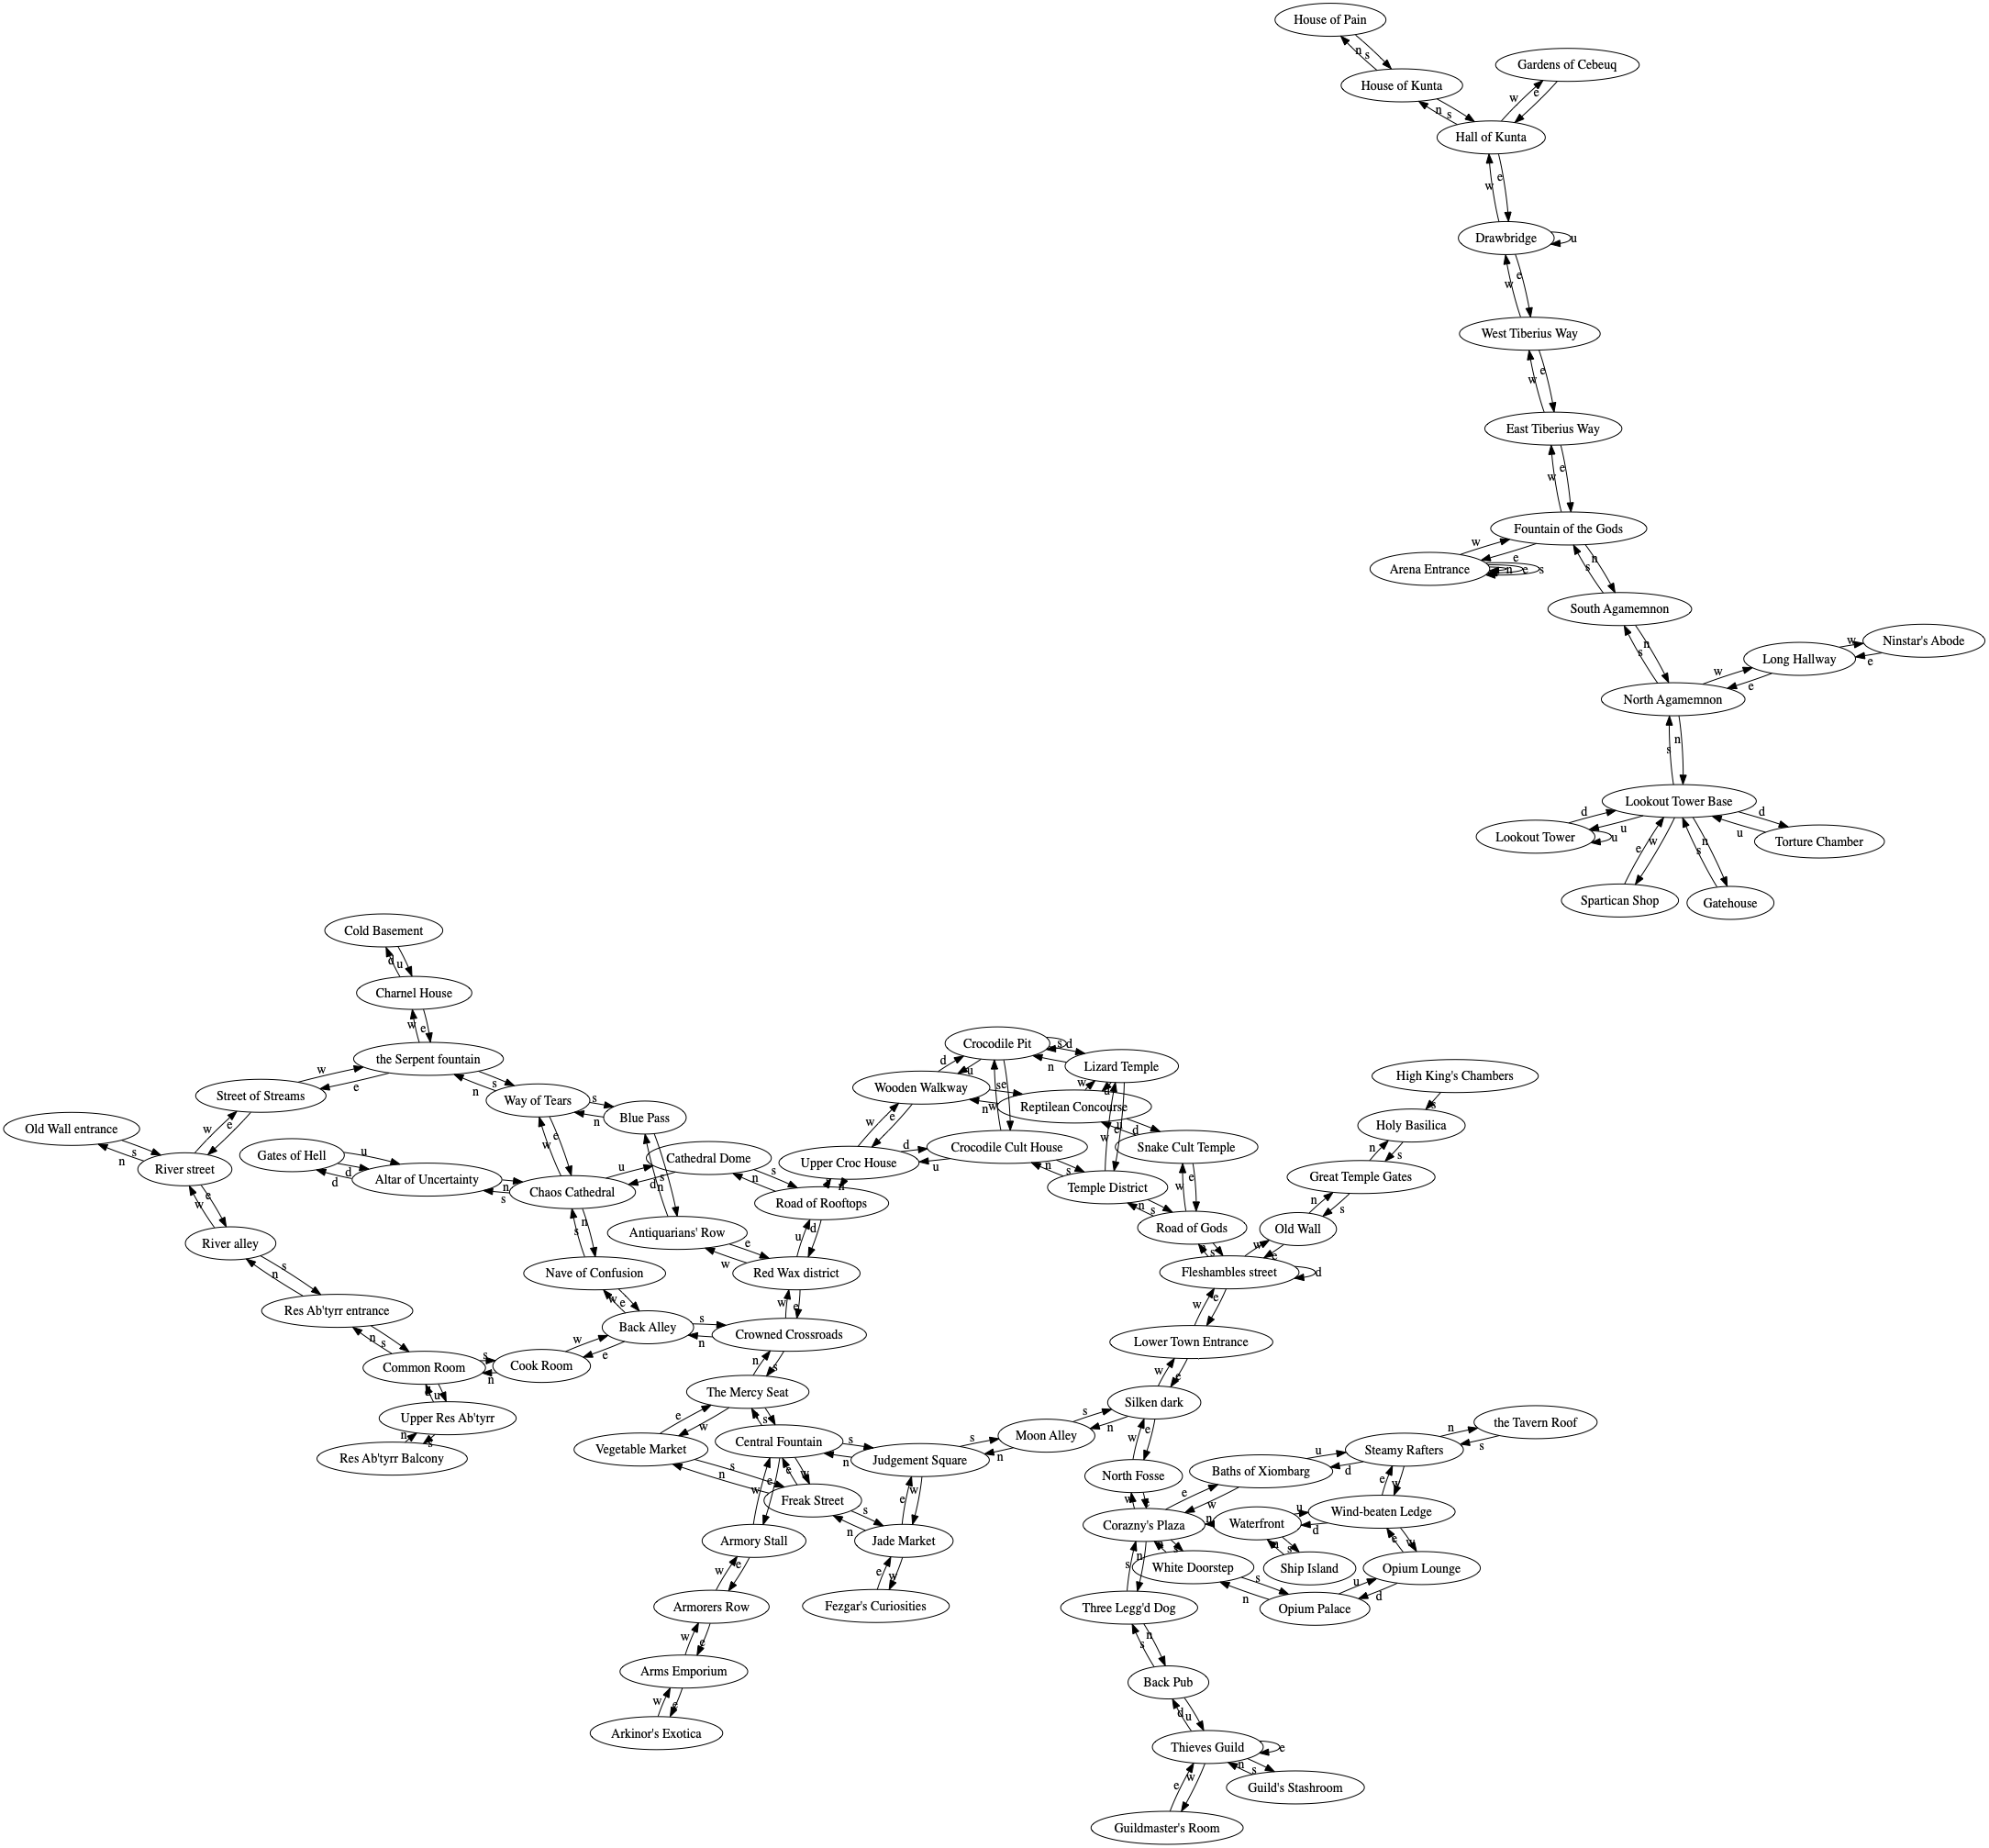 House of Pain
n s
Gardens of Cebeuq
House of Kunta
w e
n s
Hall of Kunta
w e
Drawbridge
u
w e
West Tiberius Way
w e
East Tiberius Way
w e
Fountain of the Gods
w
e
Arena Entrance
n e s
s n
South Agamemnon
s n
Ninstar's Abode
w
e
Long Hallway
w
e
North Agamemnon
s n
Lookout Tower Base
d
u
d
u
Lookout Tower
u
Torture Chamber
e w
s n
Spartican Shop
Gatehouse
Cold Basement
d u
Charnel House
w e
the Serpent fountain
w
e
s
n
Street of Streams
Way of Tears
s
n
Blue Pass
Old Wall entrance
s
n
w e
River street
Gates of Hell
u
d
Altar of Uncertainty
n
s
w e
Chaos Cathedral
u
d
Cathedral Dome
s
n
s
n
Road of Rooftops
n
w e
River alley
s
n
Antiquarians' Row
e
w
u d
Red Wax district
s n
Nave of Confusion
w e
Res Ab'tyrr entrance
n s
Back Alley
s
n
w e
Crowned Crossroads
Common Room
s
n
Cook Room
w
e
u
Upper Res Ab'tyrr
n s
Res Ab'tyrr Balcony
n s
The Mercy Seat
e
w
s
Vegetable Market
s
n
Central Fountain
s
n
e w
w e
Judgement Square
s
n
Moon Alley
s
n
Freak Street
s
n
e w
Jade Market
e w
Fezgar's Curiosities
Armory Stall
w e
Armorers Row
w e
Arms Emporium
w e
Arkinor's Exotica
Crocodile Pit
s d
n
Lizard Temple
d
u
Wooden Walkway
n w
w
Reptilean Concourse
s e
w e
d
u
d
Upper Croc House
d
u
Crocodile Cult House
n s
Snake Cult Temple
w
w e
Temple District
n s
Road of Gods
s
High King's Chambers
s
Holy Basilica
n s
Great Temple Gates
n s
Old Wall
w e
Fleshambles street
d
w e
Lower Town Entrance
w e
Silken dark
w e
North Fosse
w
Corazny's Plaza
e
w
Baths of Xiombarg
u
d
Steamy Rafters
n
s
the Tavern Roof
e w
n
Waterfront
u
d
Wind-beaten Ledge
n s
Ship Island
e w
Opium Lounge
s
White Doorstep
s
n
u
d
Opium Palace
s n
Three Legg'd Dog
s n
Back Pub
d u
Thieves Guild
e
n s
Guild's Stashroom
e w
Guildmaster's Room